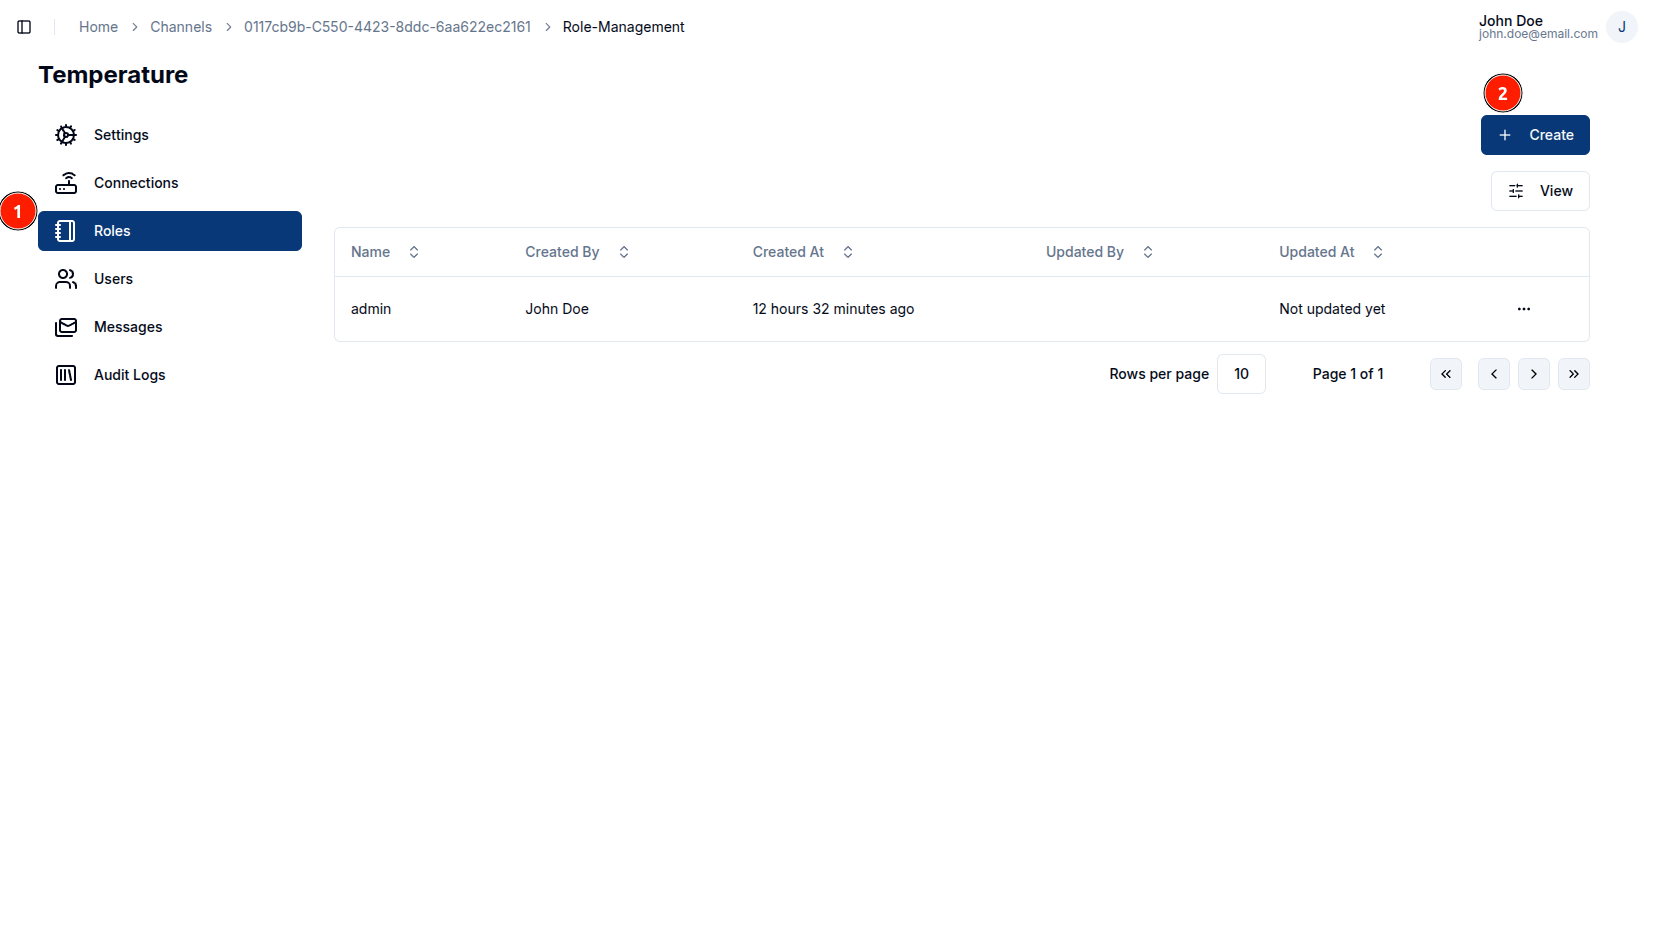 Home > Channels > 0117cb9b-C550-4423-8ddc-6aa622ec2161 > Role-Management
John Doe
john.doe@email.com
J
Temperature
2
Settings
+ Create
Connections
View
1
Roles
Name Created By Created At Updated By Updated At
Users
admin John Doe 12 hours 32 minutes ago Not updated yet ...
Messages
Audit Logs
Rows per page 10 Page 1 of 1 « < > »